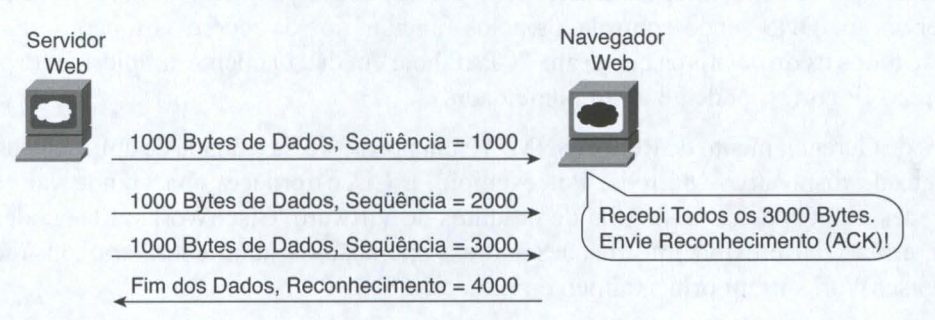 Servidor
Web
Navegador
Web
1000 Bytes de Dados, Seqüência = 1000
1000 Bytes de Dados, Seqüência = 2000
1000 Bytes de Dados, Seqüência = 3000
Recebi Todos os 3000 Bytes.
Envie Reconhecimento (ACK)!
Fim dos Dados, Reconhecimento = 4000